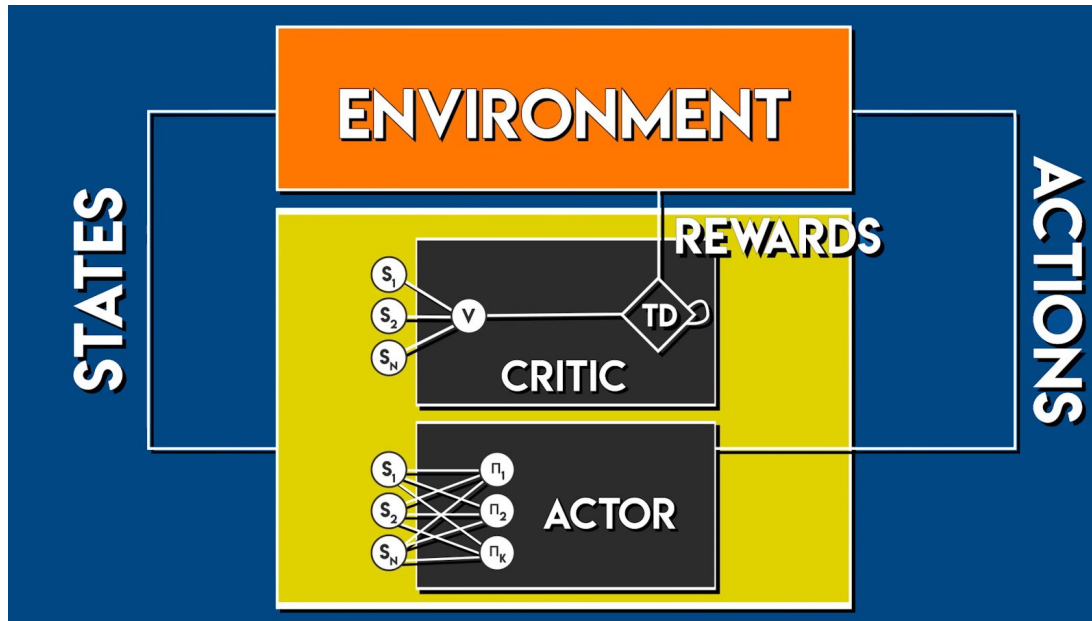 ENVIRONMENT
STATES
ACTIONS
REWARDS
S₁
S₂
Sₙ
V
TD
CRITIC
S₁
S₂
Sₙ
Π₁
Π₂
Πₖ
ACTOR